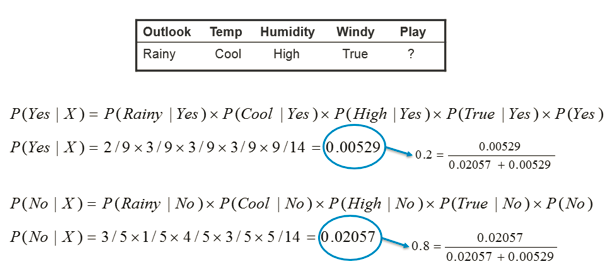 Outlook Temp Humidity Windy Play
Rainy Cool High True ?
P(Yes | X) = P(Rainy | Yes) × P(Cool | Yes) × P(High | Yes) × P(True | Yes) × P(Yes)
P(Yes | X) = 2/9 × 3/9 × 3/9 × 3/9 × 9/14 = 0.00529
0.2 = 0.00529 / 0.02057 + 0.00529
P(No | X) = P(Rainy | No) × P(Cool | No) × P(High | No) × P(True | No) × P(No)
P(No | X) = 3/5 × 1/5 × 4/5 × 3/5 × 5/14 = 0.02057
0.8 = 0.02057 / 0.02057 + 0.00529